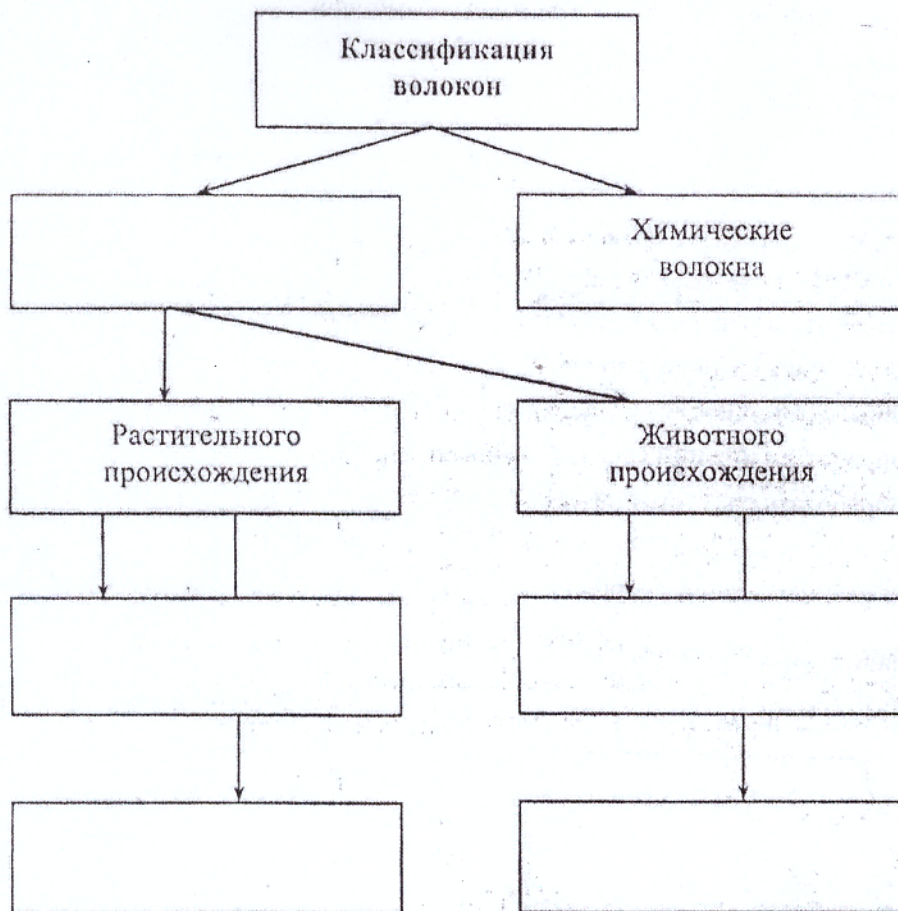 Классификация
волокон
Химические
волокна
Растительного
происхождения
Животного
происхождения